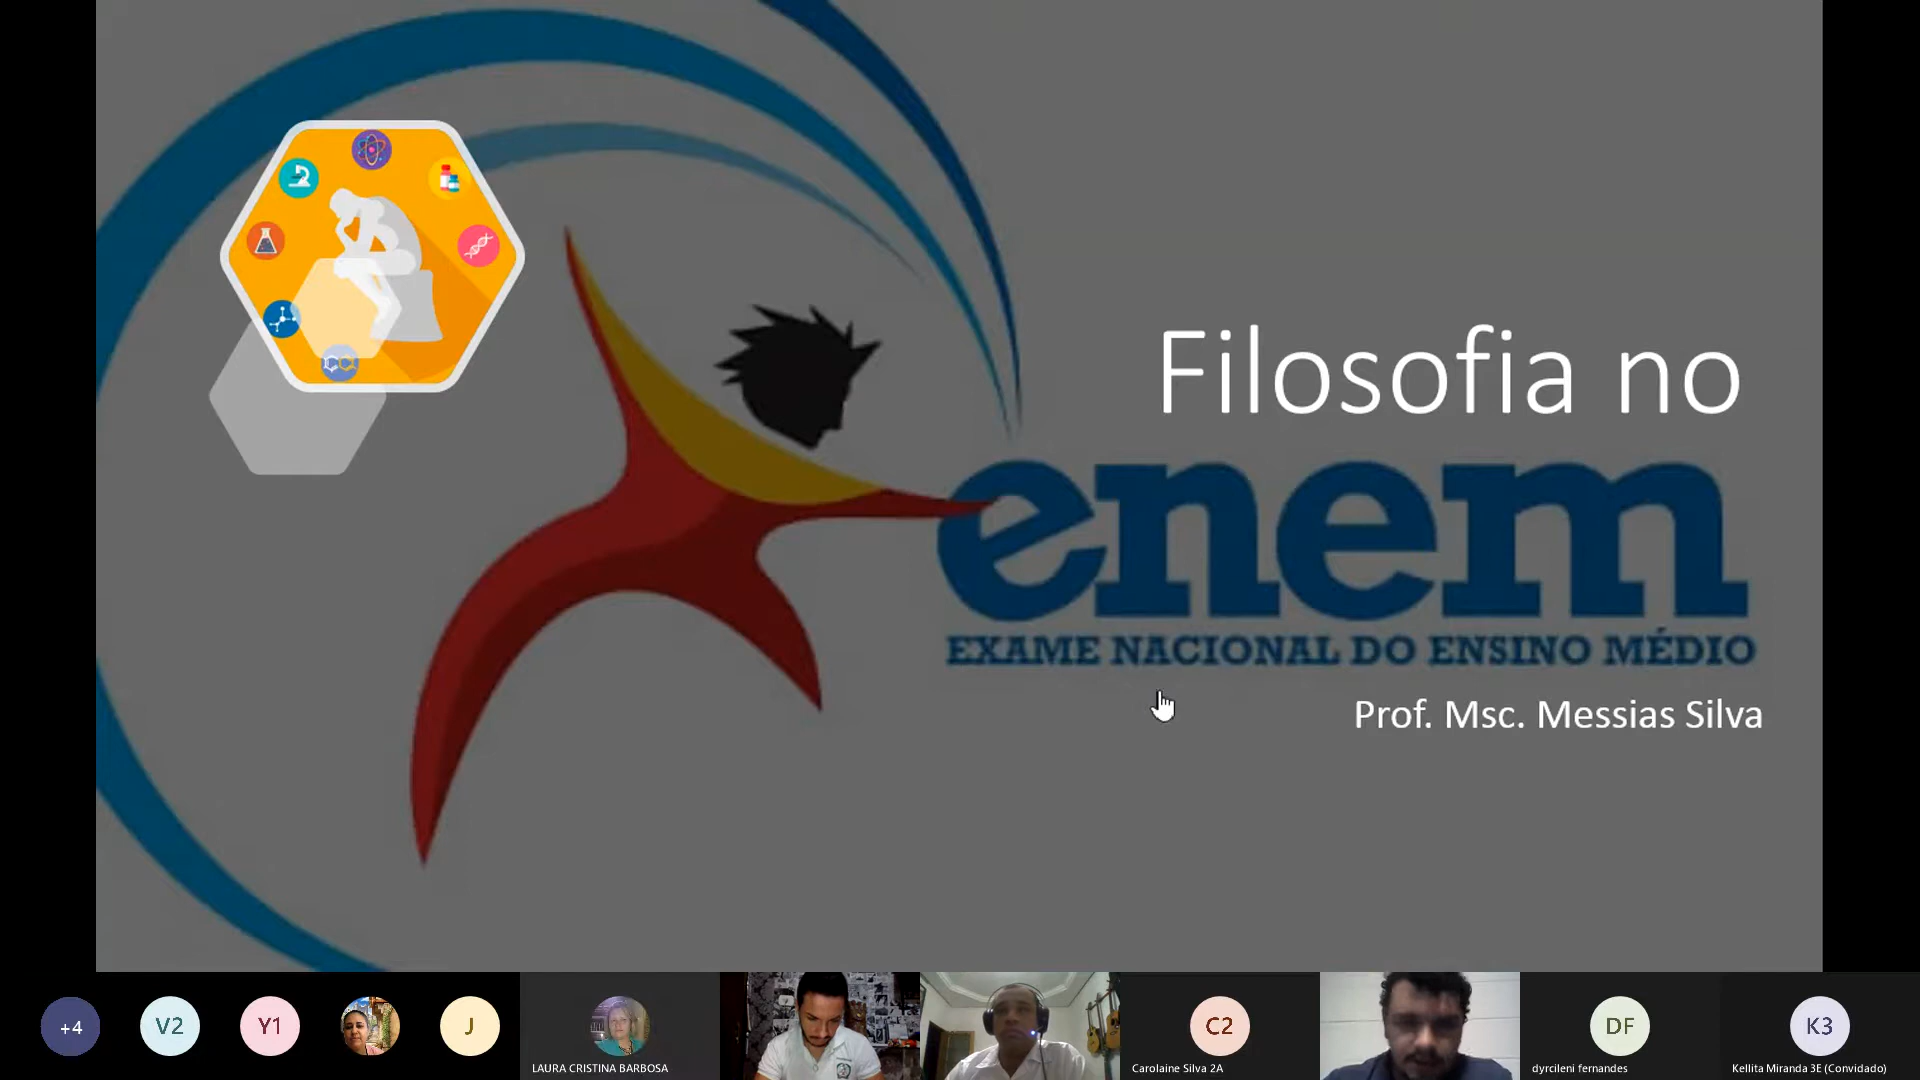 Filosofia no
enem
EXAME NACIONAL DO ENSINO MÉDIO
Prof. Msc. Messias Silva
+4
V2
Y1
J
LAURA CRISTINA BARBOSA
C2
Carolaine Silva 2A
DF
dyrcileni fernandes
K3
Kellita Miranda 3E (Convidado)